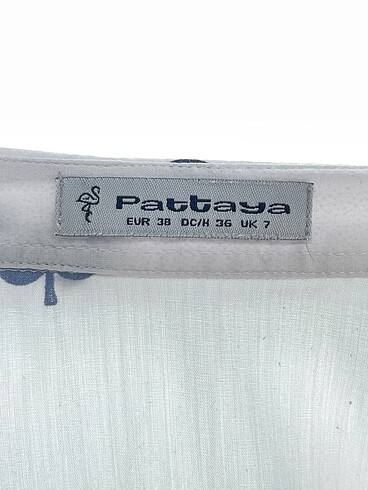 Pattaya
EUR 38 DC/H 36 UK 7